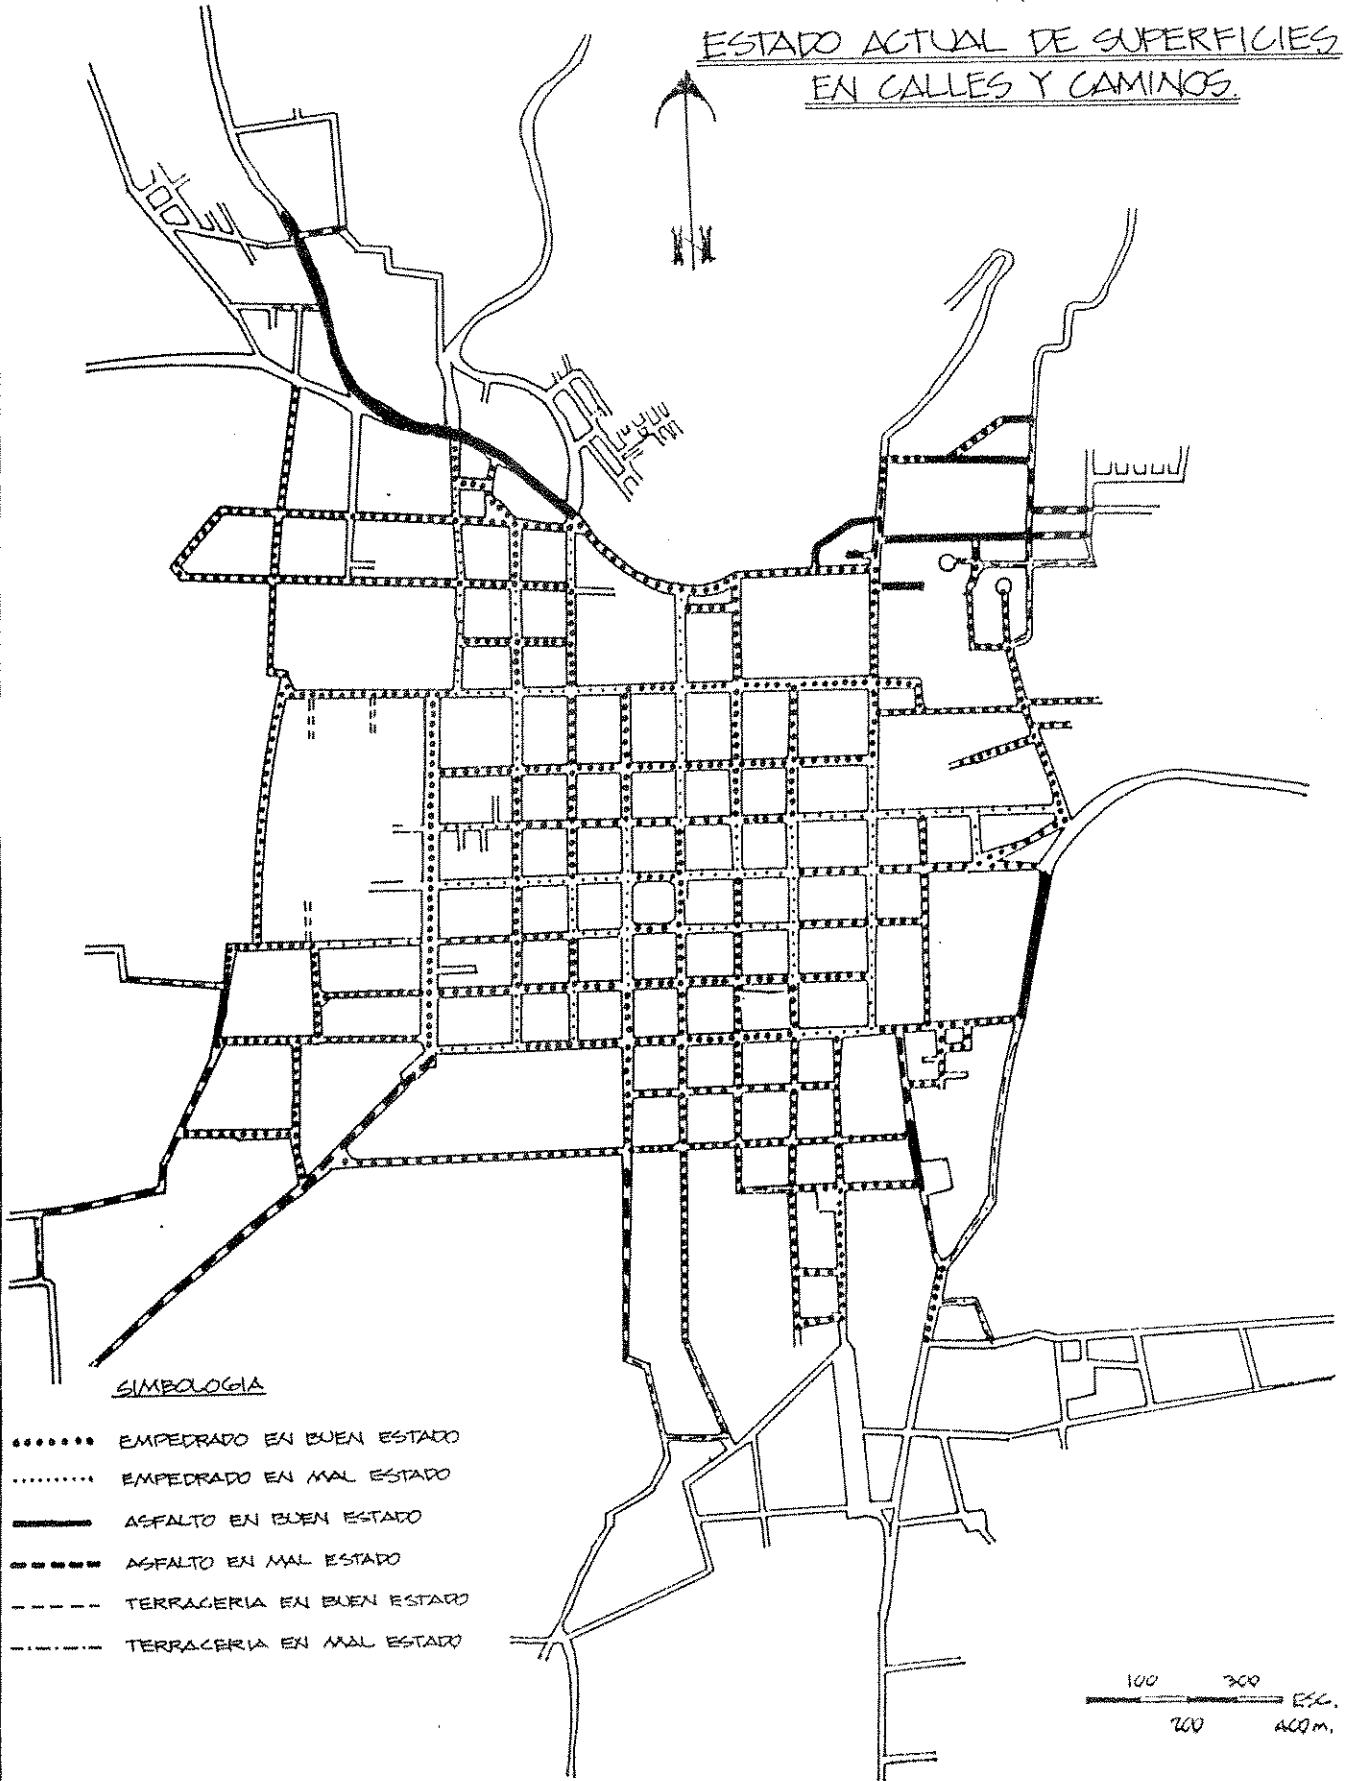 ESTADO ACTUAL DE SUPERFICIES
EN CALLES Y CAMINOS.
N
SIMBOLOGIA
EMPEDRADO EN BUEN ESTADO
EMPEDRADO EN MAL ESTADO
ASFALTO EN BUEN ESTADO
ASFALTO EN MAL ESTADO
TERRACERIA EN BUEN ESTADO
TERRACERIA EN MAL ESTADO
100 300 ESC.
200 400 m.